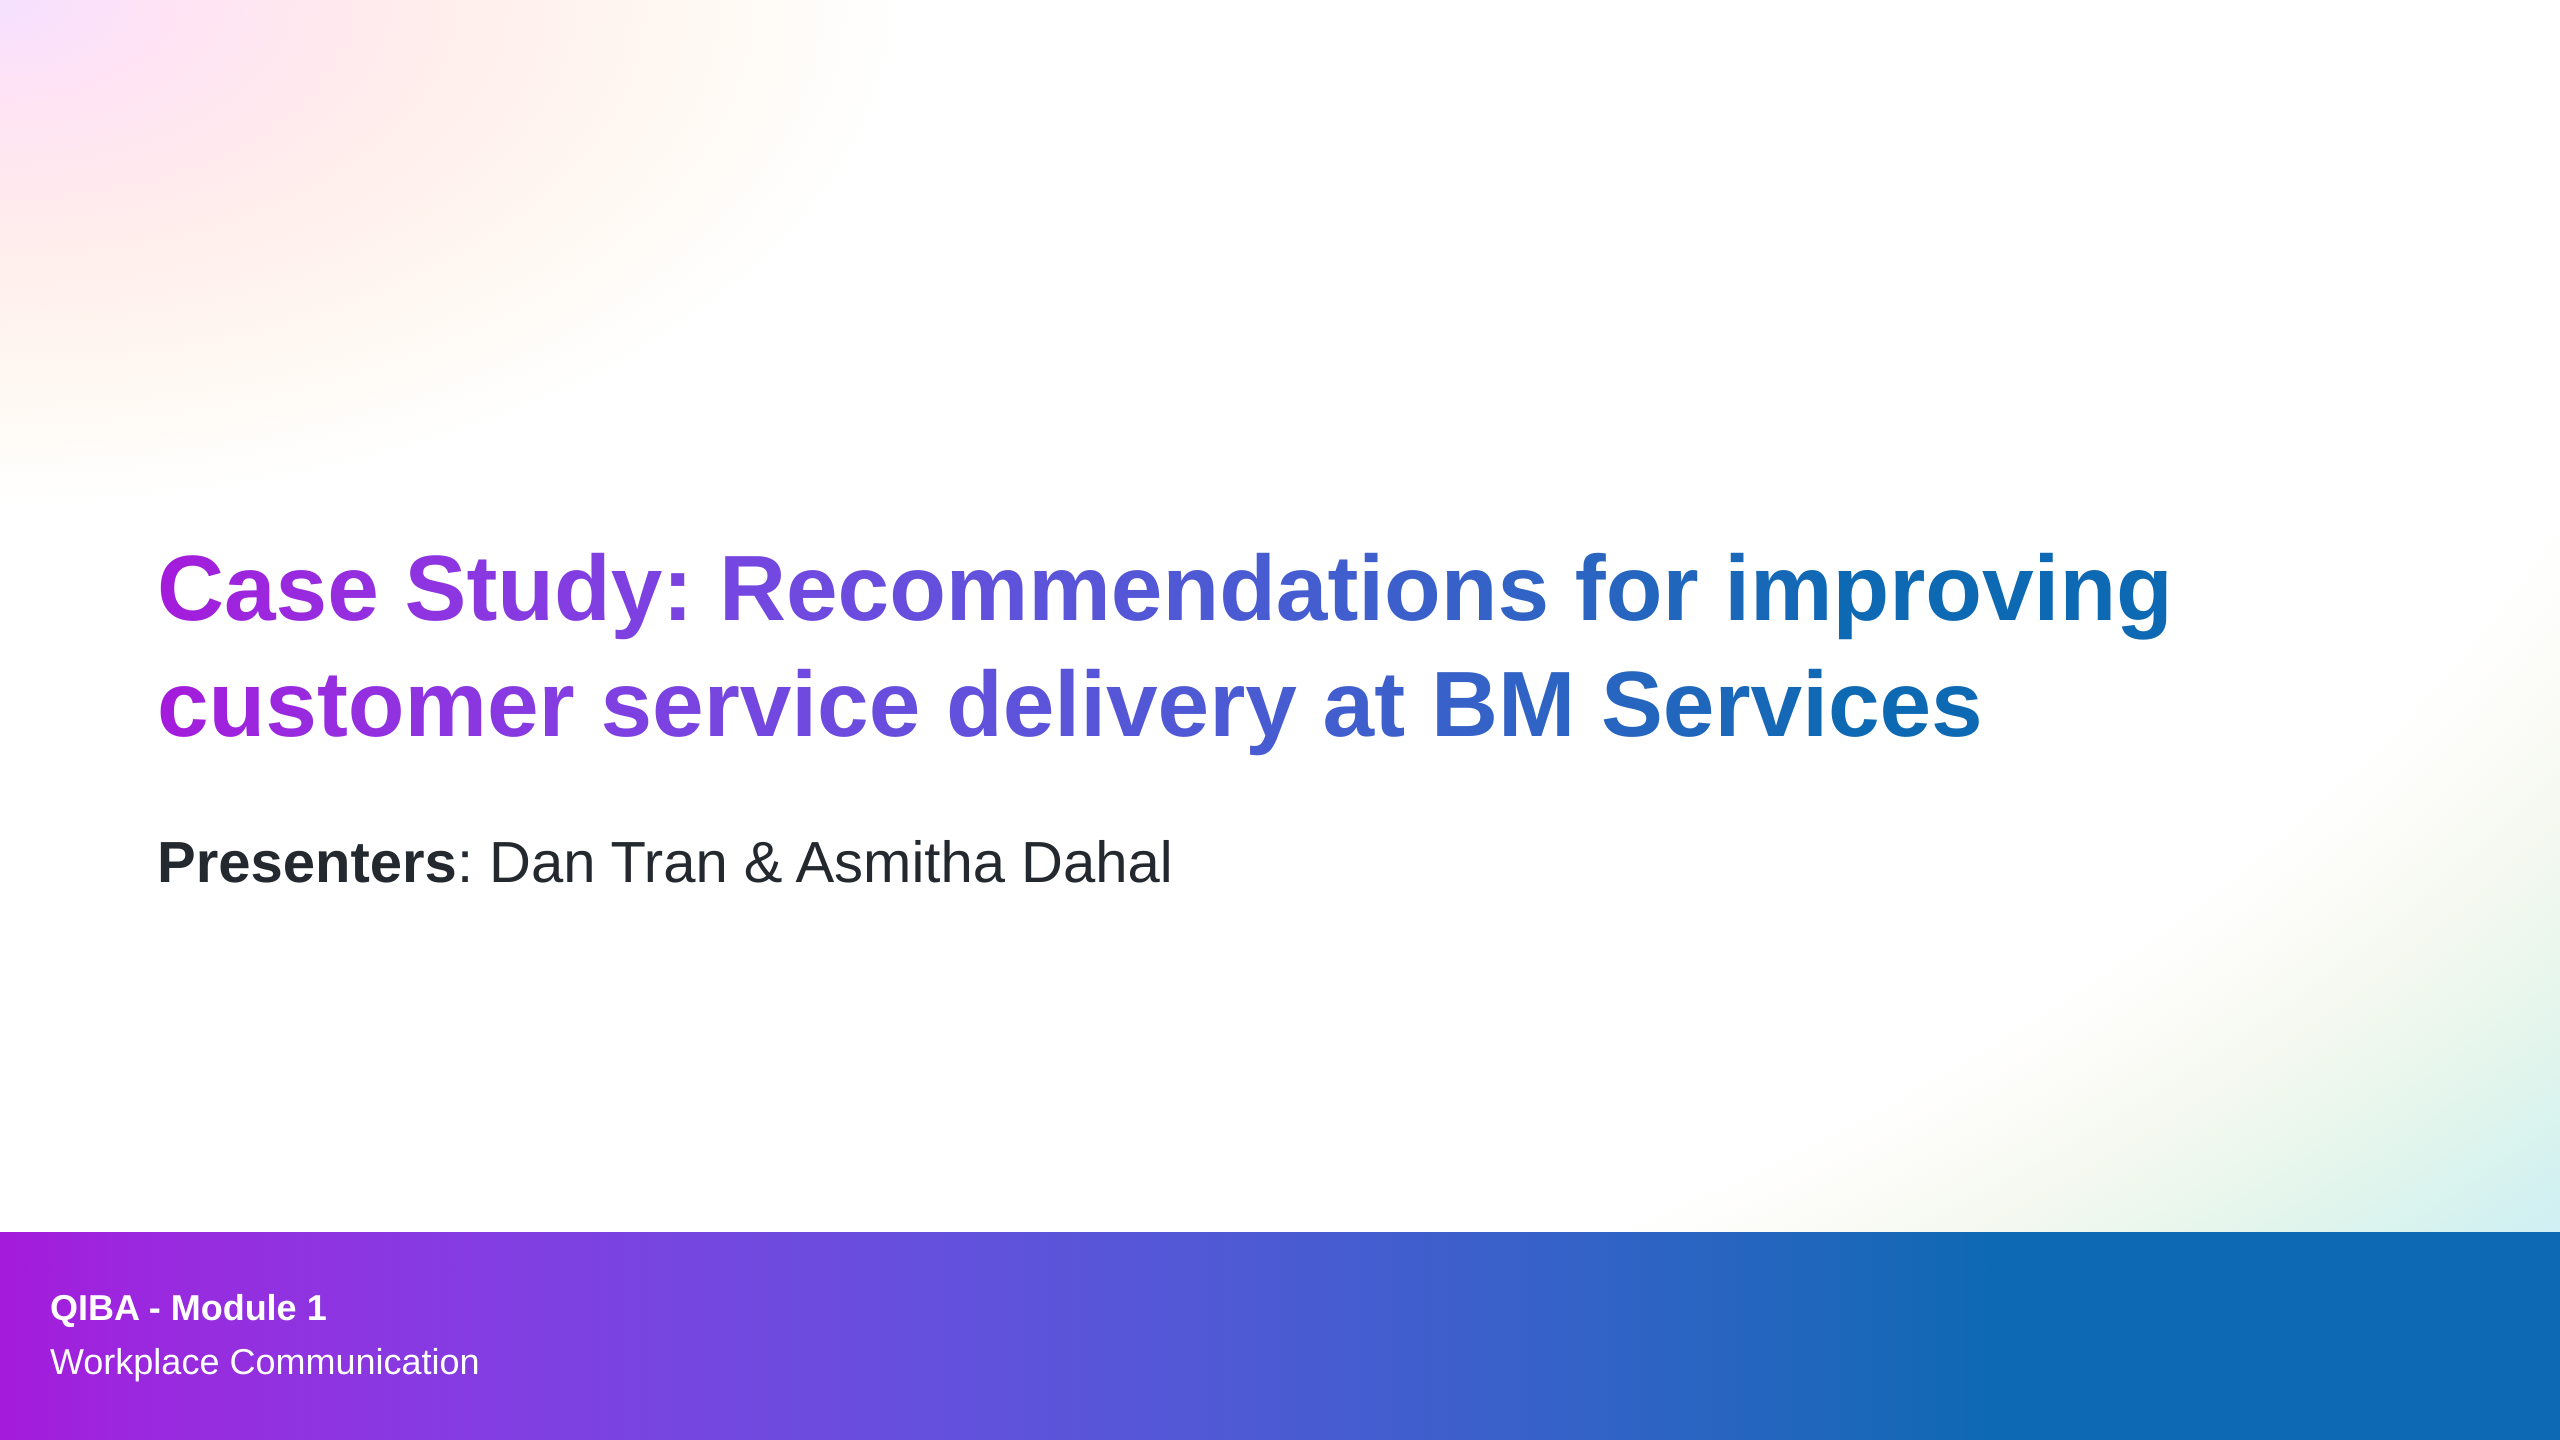 Case Study: Recommendations for improving
customer service delivery at BM Services
Presenters: Dan Tran & Asmitha Dahal
QIBA - Module 1
Workplace Communication